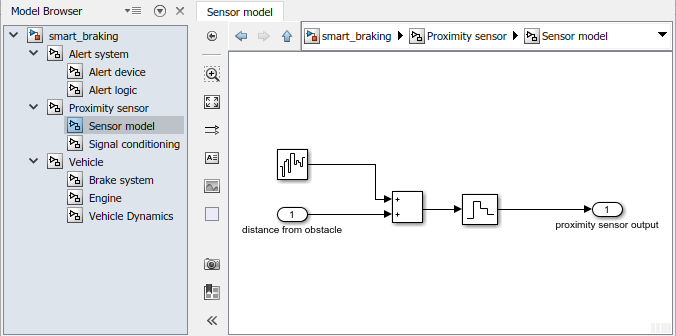 Model Browser
smart_braking
Alert system
Alert device
Alert logic
Proximity sensor
Sensor model
Signal conditioning
Vehicle
Brake system
Engine
Vehicle Dynamics
Sensor model
smart_braking Proximity sensor Sensor model
A
+
+
1
distance from obstacle
1
proximity sensor output